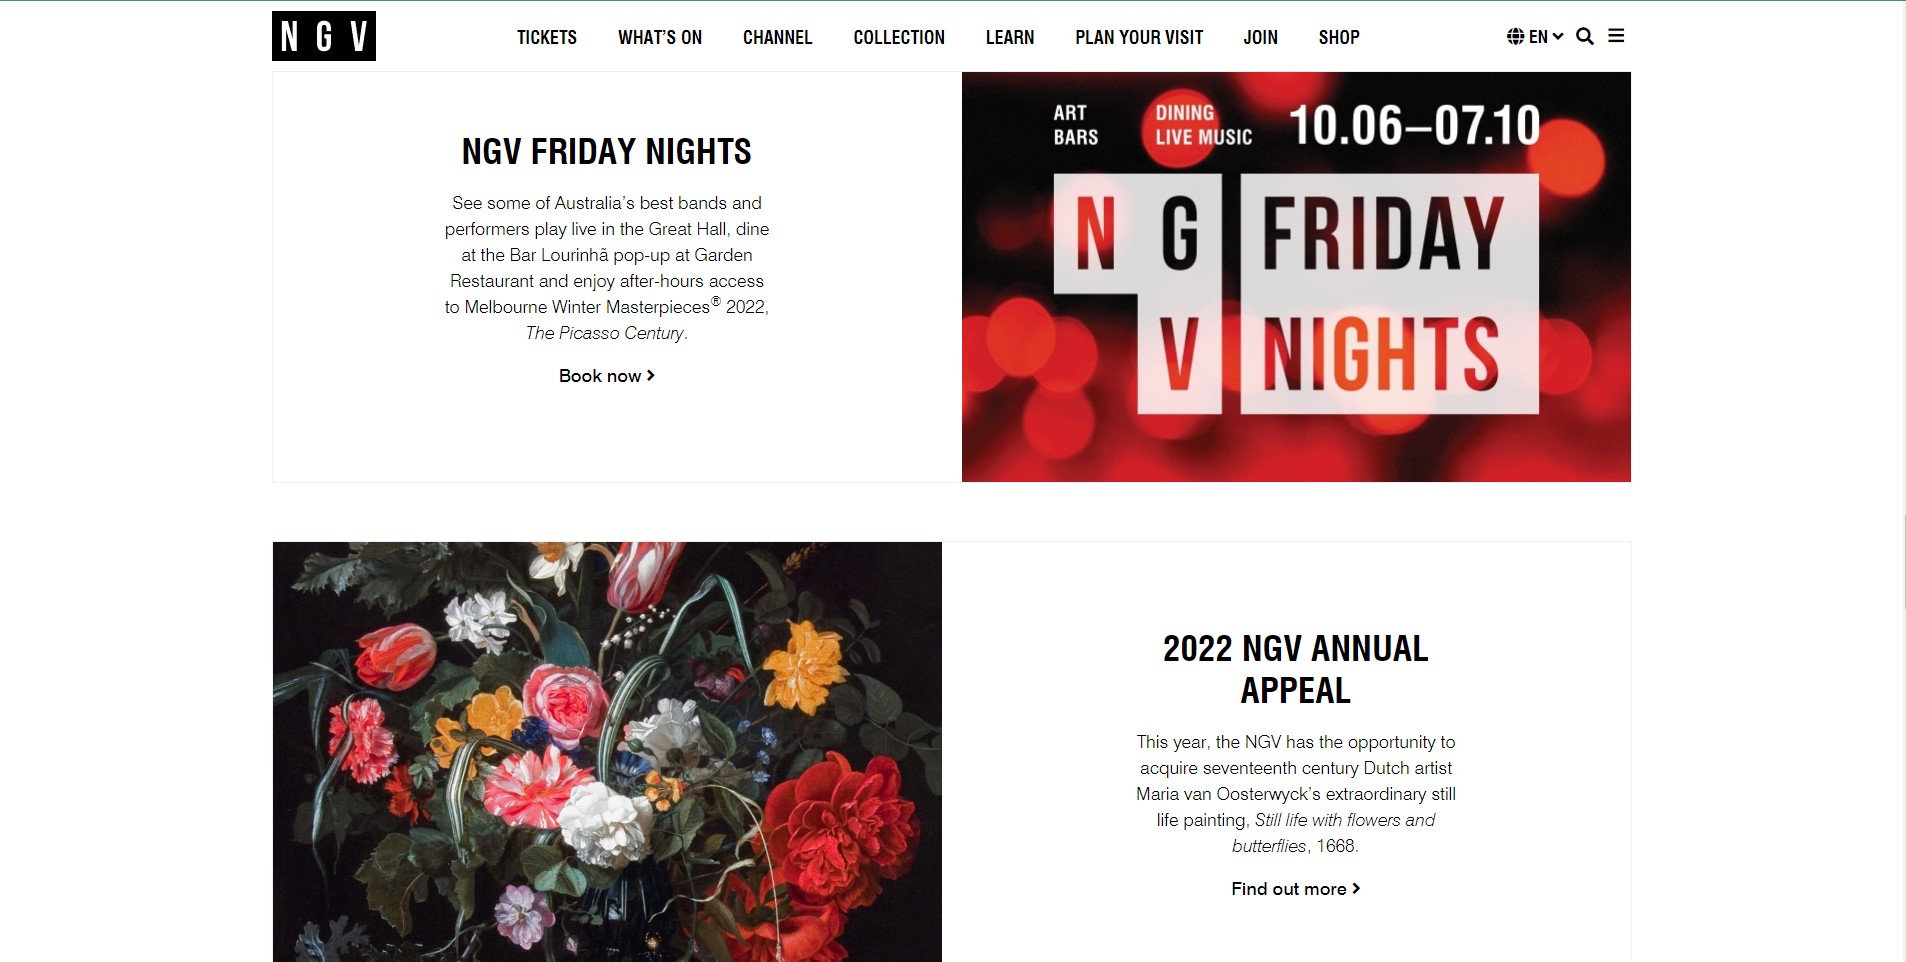 NGV
TICKETS
WHAT'S ON
CHANNEL
COLLECTION
LEARN
PLAN YOUR VISIT
JOIN
SHOP
EN
NGV FRIDAY NIGHTS
See some of Australia's best bands and
performers play live in the Great Hall, dine
at the Bar Lourinhã pop-up at Garden
Restaurant and enjoy after-hours access
to Melbourne Winter Masterpieces® 2022,
The Picasso Century.
Book now
ART
BARS
DINING
LIVE MUSIC
10.06–07.10
NG FRIDAY
V NIGHTS
2022 NGV ANNUAL
APPEAL
This year, the NGV has the opportunity to
acquire seventeenth century Dutch artist
Maria van Oosterwyck's extraordinary still
life painting, Still life with flowers and
butterflies, 1668.
Find out more